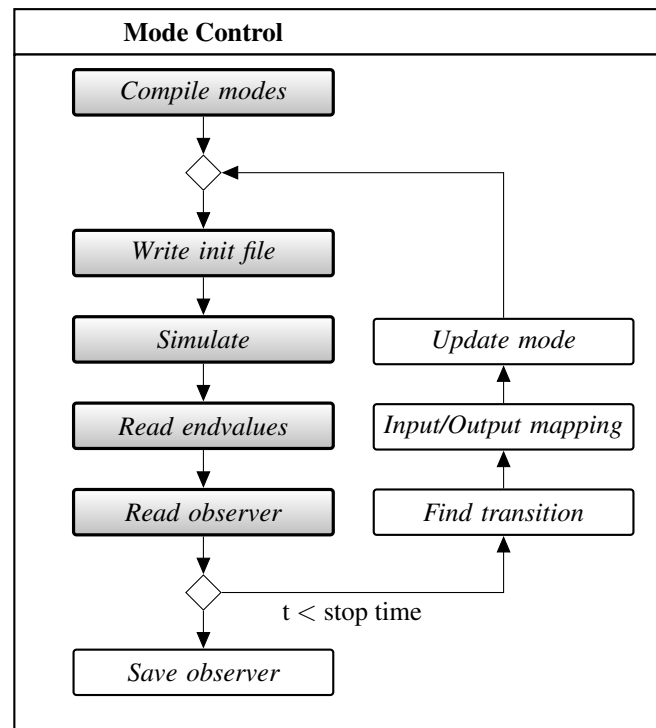 Mode Control
Compile modes
Write init file
Simulate
Update mode
Read endvalues
Input/Output mapping
Read observer
Find transition
t < stop time
Save observer